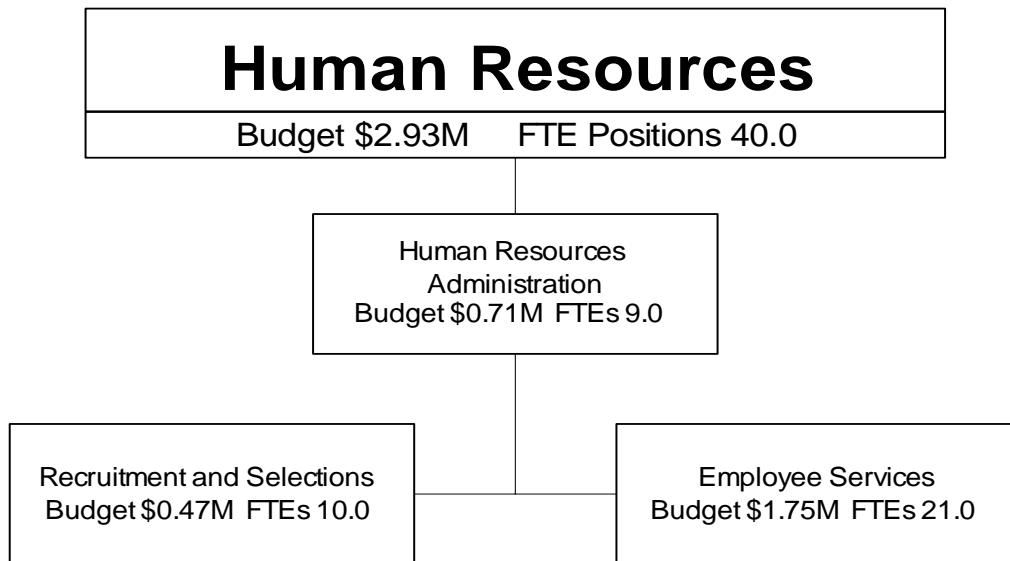 Human Resources
Budget $2.93M FTE Positions 40.0
Human Resources
Administration
Budget $0.71M FTEs 9.0
Recruitment and Selections
Budget $0.47M FTEs 10.0
Employee Services
Budget $1.75M FTEs 21.0